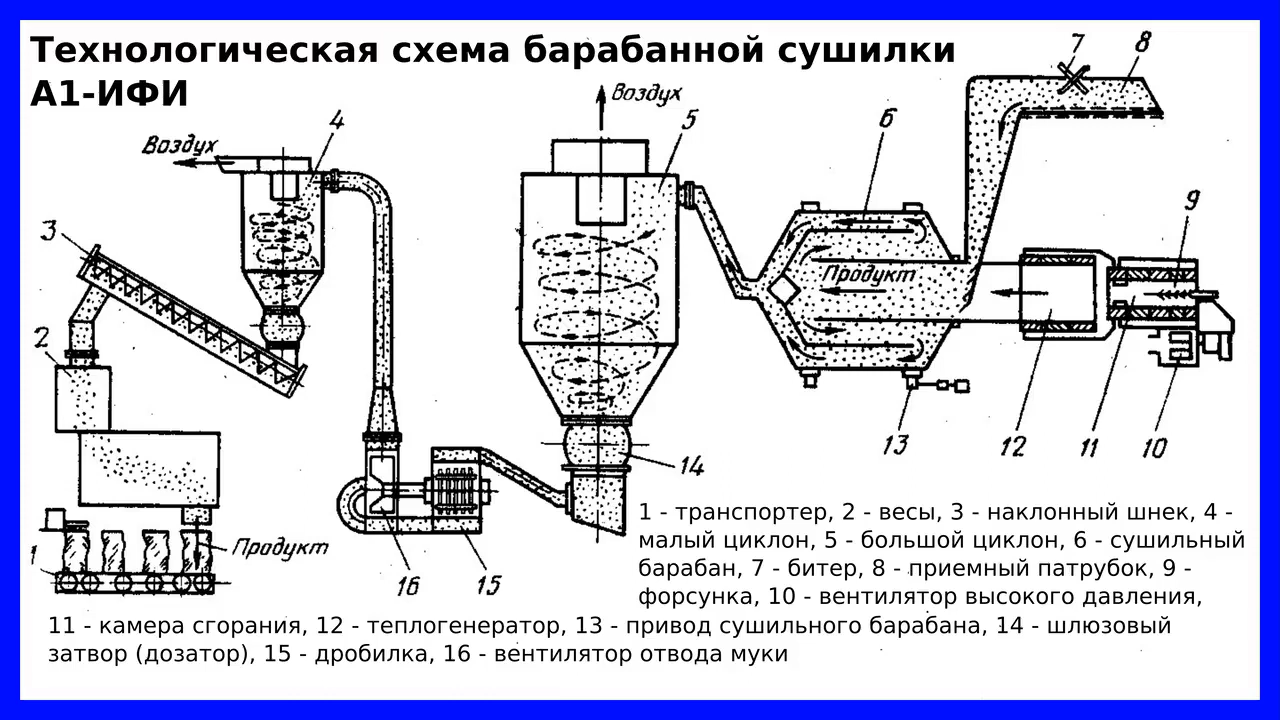 Технологическая схема барабанной сушилки
А1-ИФИ
7
8
Воздух
4
5
6
Воздух
3
9
Продукт
2
13
12
11
10
14
1
Продукт
16
15
1 - транспортер, 2 - весы, 3 - наклонный шнек, 4 -
малый циклон, 5 - большой циклон, 6 - сушильный
барабан, 7 - битер, 8 - приемный патрубок, 9 -
форсунка, 10 - вентилятор высокого давления,
11 - камера сгорания, 12 - теплогенератор, 13 - привод сушильного барабана, 14 - шлюзовый
затвор (дозатор), 15 - дробилка, 16 - вентилятор отвода муки